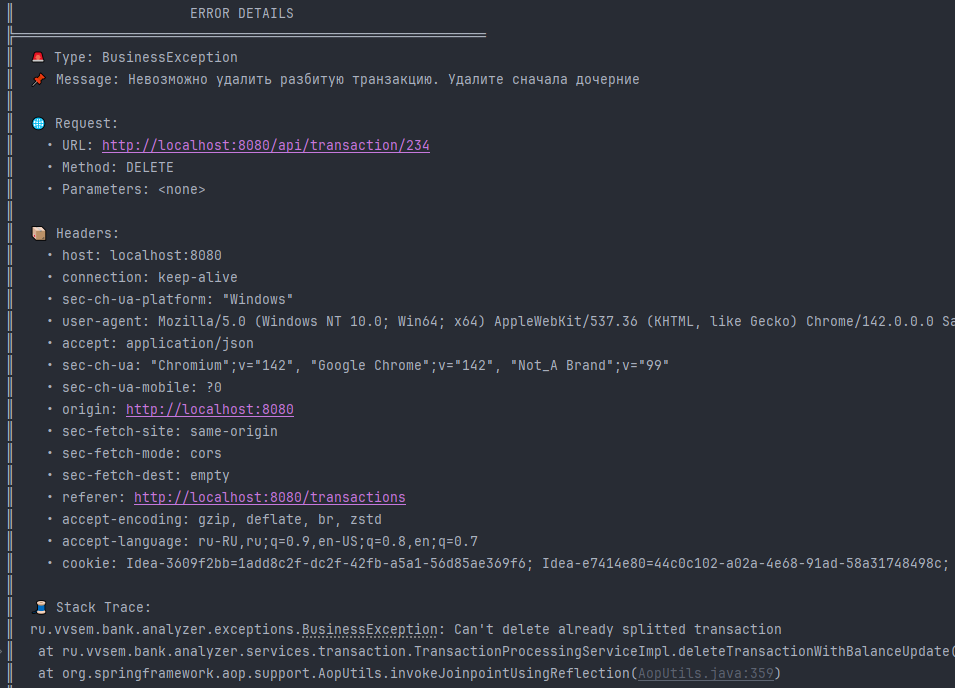 ERROR DETAILS
Type: BusinessException
Message: Невозможно удалить разбитую транзакцию. Удалите сначала дочерние
Request:
• URL: http://localhost:8080/api/transaction/234
• Method: DELETE
• Parameters: <none>
Headers:
• host: localhost:8080
• connection: keep-alive
• sec-ch-ua-platform: "Windows"
• user-agent: Mozilla/5.0 (Windows NT 10.0; Win64; x64) AppleWebKit/537.36 (KHTML, like Gecko) Chrome/142.0.0.0 Sa
• accept: application/json
• sec-ch-ua: "Chromium";v="142", "Google Chrome";v="142", "Not_A Brand";v="99"
• sec-ch-ua-mobile: ?0
• origin: http://localhost:8080
• sec-fetch-site: same-origin
• sec-fetch-mode: cors
• sec-fetch-dest: empty
• referer: http://localhost:8080/transactions
• accept-encoding: gzip, deflate, br, zstd
• accept-language: ru-RU,ru;q=0.9,en-US;q=0.8,en;q=0.7
• cookie: Idea-3609f2bb=1add8c2f-dc2f-42fb-a5a1-56d85ae369f6; Idea-e7414e80=44c0c102-a02a-4e68-91ad-58a31748498c;
Stack Trace:
ru.vvsem.bank.analyzer.exceptions.BusinessException: Can't delete already splitted transaction
at ru.vvsem.bank.analyzer.services.transaction.TransactionProcessingServiceImpl.deleteTransactionWithBalanceUpdate(
at org.springframework.aop.support.AopUtils.invokeJoinpointUsingReflection(AopUtils.java:359)